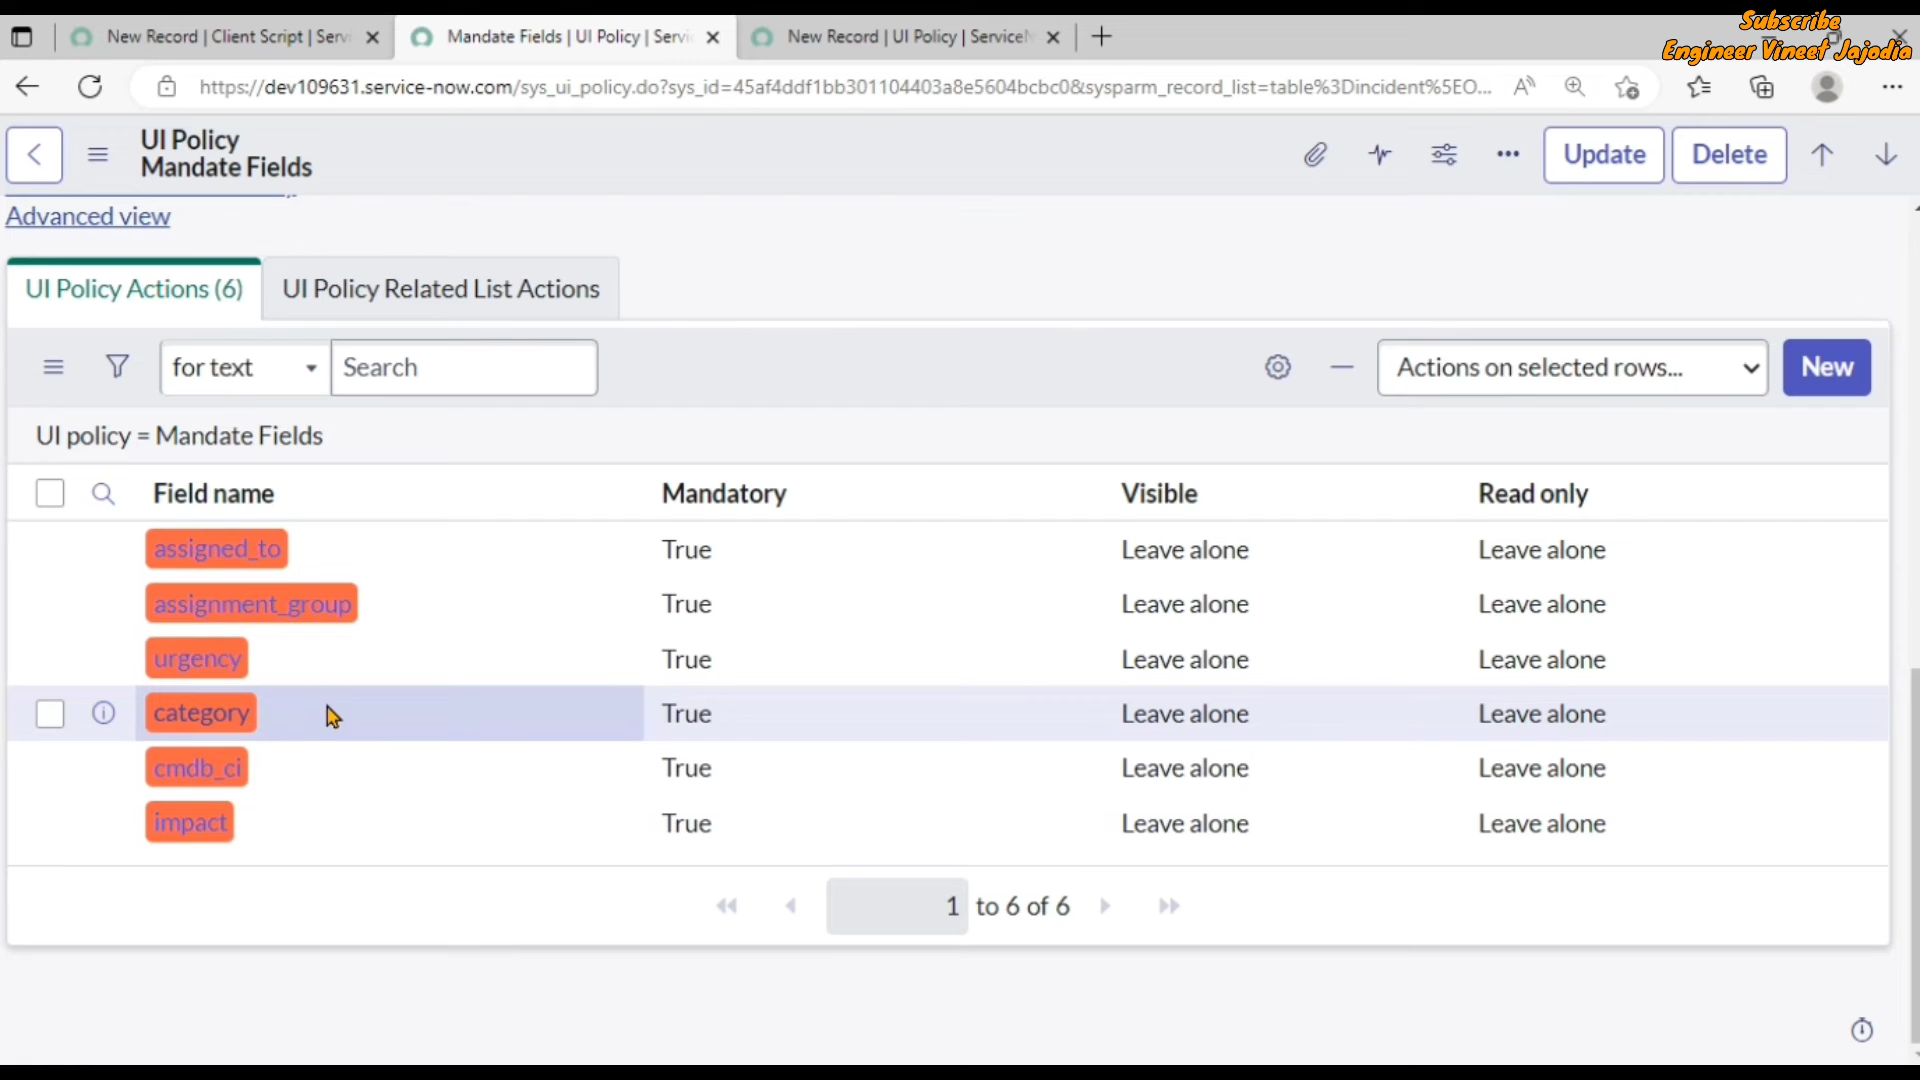 New Record | Client Script | Serv
Mandate Fields | UI Policy | Servi
New Record | UI Policy | ServiceN
Subscribe
Engineer Vineet Jajodia
https://dev109631.service-now.com/sys_ui_policy.do?sys_id=45af4ddf1bb301104403a8e5604bcbc0&sysparm_record_list=table%3Dincident%5EO...
UI Policy
Mandate Fields
Update
Delete
Advanced view
UI Policy Actions (6)
UI Policy Related List Actions
for text
Search
Actions on selected rows...
New
UI policy = Mandate Fields
Field name Mandatory Visible Read only
assigned_to True Leave alone Leave alone
assignment_group True Leave alone Leave alone
urgency True Leave alone Leave alone
category True Leave alone Leave alone
cmdb_ci True Leave alone Leave alone
impact True Leave alone Leave alone
1 to 6 of 6